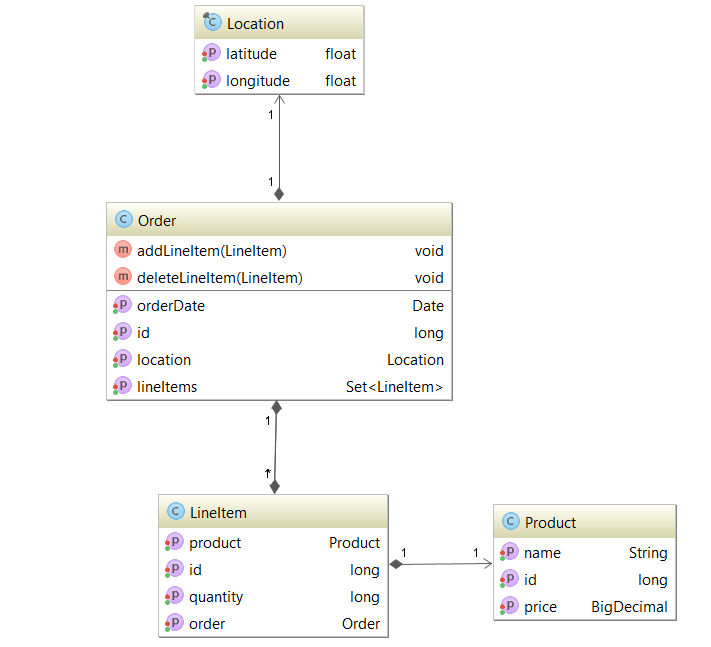 C Location
p latitude float
p longitude float
1
1
C Order
m addLineItem(LineItem) void
m deleteLineItem(LineItem) void
p orderDate Date
p id long
p location Location
p lineItems Set<LineItem>
1
*
C LineItem
p product Product
p id long
p quantity long
p order Order
1 1
C Product
p name String
p id long
p price BigDecimal